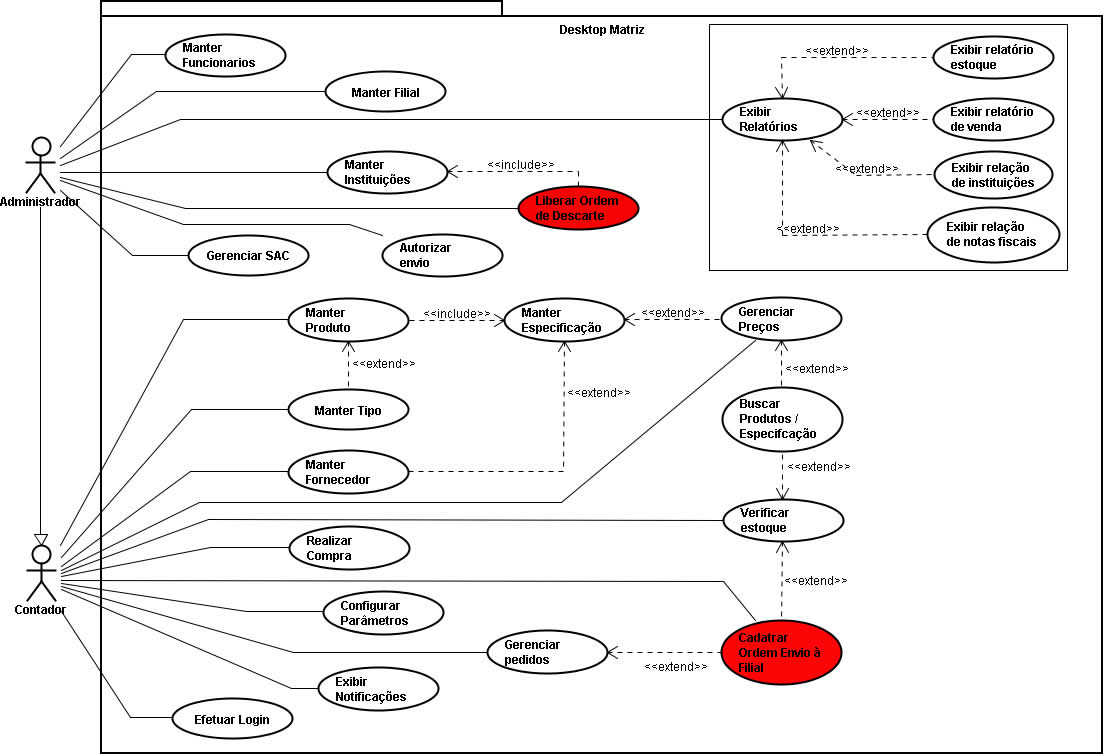 Desktop Matriz
Manter
Funcionarios
<<extend>>
Exibir relatório
estoque
Manter Filial
Exibir
Relatórios
<<extend>>
Exibir relatório
de venda
Administrador
Manter
Instituições
<<include>>
<<extend>>
Exibir relação
de instituições
Liberar Ordem
de Descarte
<<extend>>
Exibir relação
de notas fiscais
Gerenciar SAC
Autorizar
envio
Manter
Produto
<<include>>
Manter
Especificação
<<extend>>
Gerenciar
Preços
<<extend>>
<<extend>>
Manter Tipo
<<extend>>
Buscar
Produtos /
Especifcação
Manter
Fornecedor
<<extend>>
Verificar
estoque
Realizar
Compra
<<extend>>
Contador
Configurar
Parâmetros
Gerenciar
pedidos
<<extend>>
Cadatrar
Ordem Envio à
Filial
Exibir
Notificações
Efetuar Login